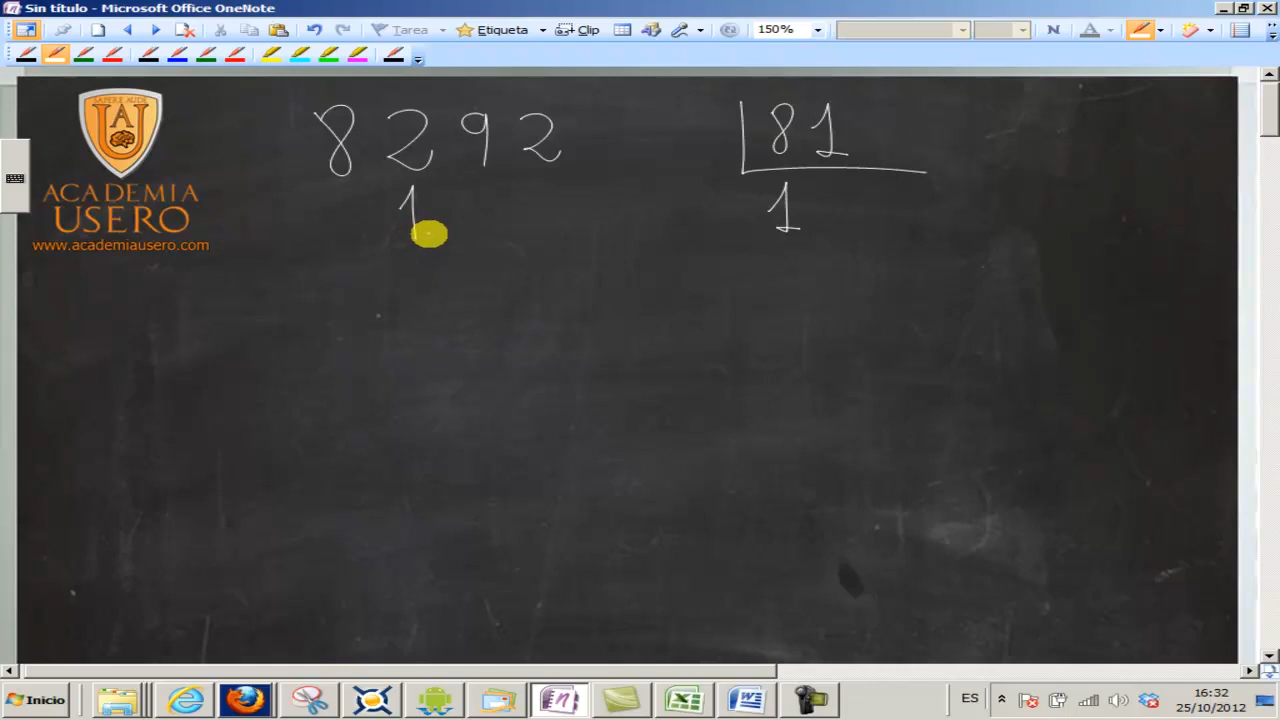 Sin título - Microsoft Office OneNote
Tarea Etiqueta Clip 150% N A
SAPERE AUDE
A
U
ACADEMIA
USERO
www.academiausero.com
8292 81
1 1
Inicio ES 16:32
25/10/2012